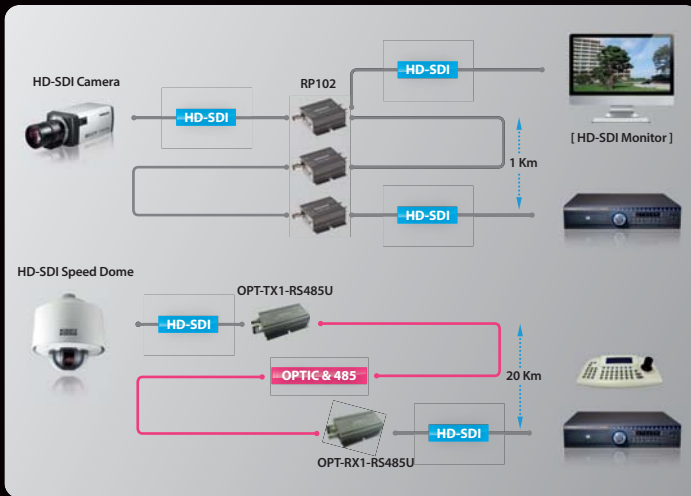 HD-SDI Camera
HD-SDI
RP102
HD-SDI
[ HD-SDI Monitor ]
1 Km
HD-SDI
HD-SDI Speed Dome
HD-SDI
OPT-TX1-RS485U
OPTIC & 485
20 Km
OPT-RX1-RS485U
HD-SDI